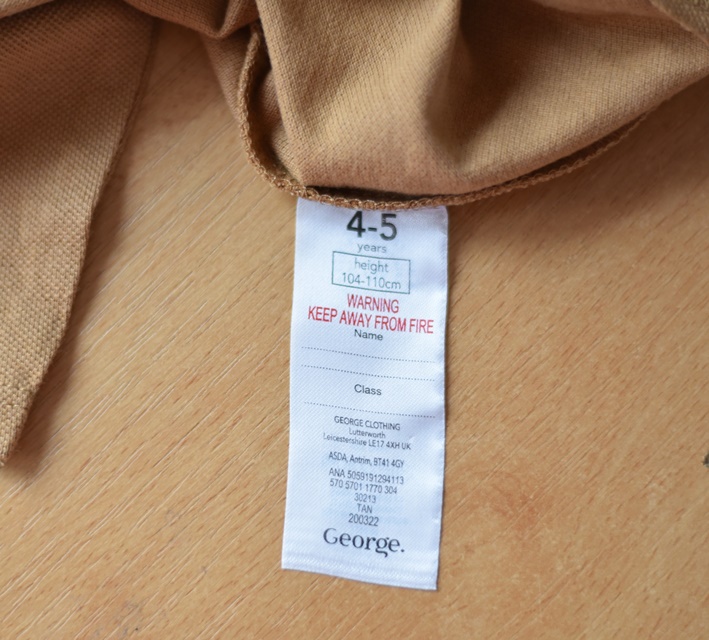 4-5
years
height
104-110cm
WARNING
KEEP AWAY FROM FIRE
Name
Class
GEORGE CLOTHING
Lutterworth
Leicestershire LE17 4XH UK
ASDA, Antrim, BT41 4GY
ANA 5059191294113
570 5701 1770 304
30213
TAN
200322
George.